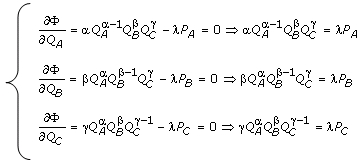 ∂Φ/∂Q_A = αQ_A^{α−1}Q_B^βQ_C^γ − λP_A = 0 ⇒ αQ_A^{α−1}Q_B^βQ_C^γ = λP_A
∂Φ/∂Q_B = βQ_A^αQ_B^{β−1}Q_C^γ − λP_B = 0 ⇒ βQ_A^αQ_B^{β−1}Q_C^γ = λP_B
∂Φ/∂Q_C = γQ_A^αQ_B^βQ_C^{γ−1} − λP_C = 0 ⇒ γQ_A^αQ_B^βQ_C^{γ−1} = λP_C